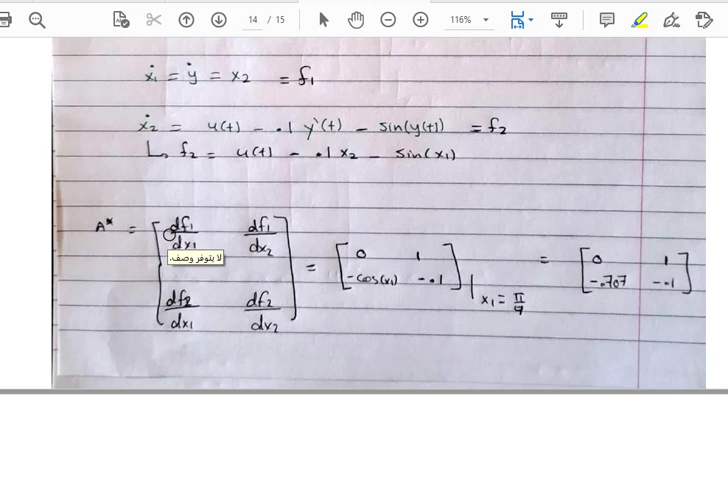 14 / 15
116%
ẋ₁ = ẏ = x₂ = f₁
ẋ₂ = u(t) - .1 y'(t) - sin(y(t)) = f₂
↳ f₂ = u(t) - .1 x₂ - sin(x₁)
A* = [ df₁/dx₁ df₁/dx₂ ; df₂/dx₁ df₂/dx₂ ] = [ 0 1 ; -cos(x₁) -.1 ] | x₁ = π/4 = [ 0 1 ; -.707 -.1 ]
لا يتوفر وصف.